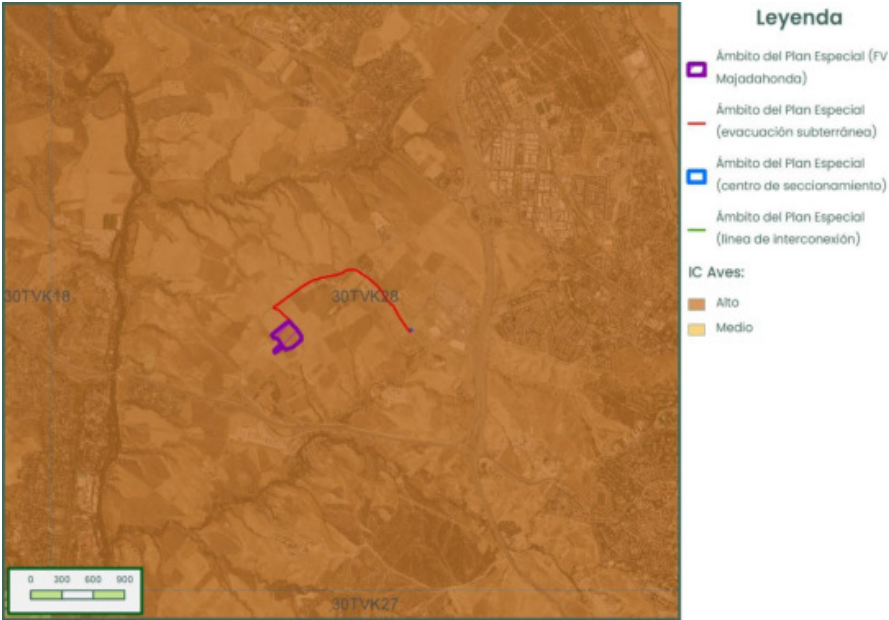 Leyenda
Ámbito del Plan Especial (FV
Majadahonda)
Ámbito del Plan Especial
(evacuación subterránea)
Ámbito del Plan Especial
(centro de seccionamiento)
Ámbito del Plan Especial
(línea de interconexión)
IC Aves:
Alto
Medio
30TVK18
30TVK28
30TVK27
0 300 600 900